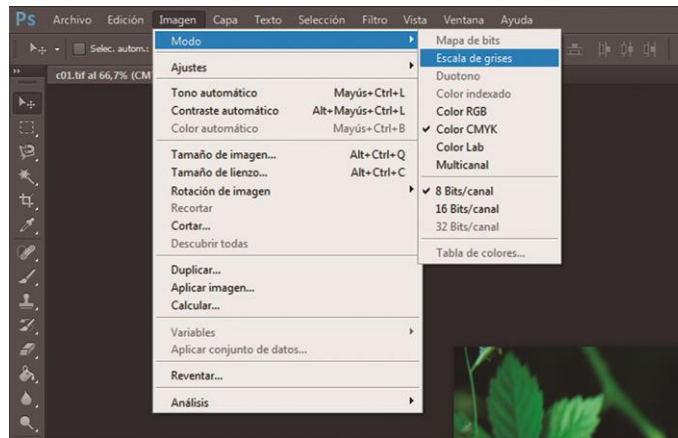 Ps Archivo Edición Imagen Capa Texto Selección Filtro Vista Ventana Ayuda
Selec. autom.:
c01.tif al 66,7% (CM
Modo
Ajustes
Tono automático Mayús+Ctrl+L
Contraste automático Alt+Mayús+Ctrl+L
Color automático Mayús+Ctrl+B
Tamaño de imagen... Alt+Ctrl+Q
Tamaño de lienzo... Alt+Ctrl+C
Rotación de imagen
Recortar
Cortar...
Descubrir todas
Duplicar...
Aplicar imagen...
Calcular...
Variables
Aplicar conjunto de datos...
Reventar...
Análisis
Mapa de bits
Escala de grises
Duotono
Color indexado
Color RGB
Color CMYK
Color Lab
Multicanal
8 Bits/canal
16 Bits/canal
32 Bits/canal
Tabla de colores...